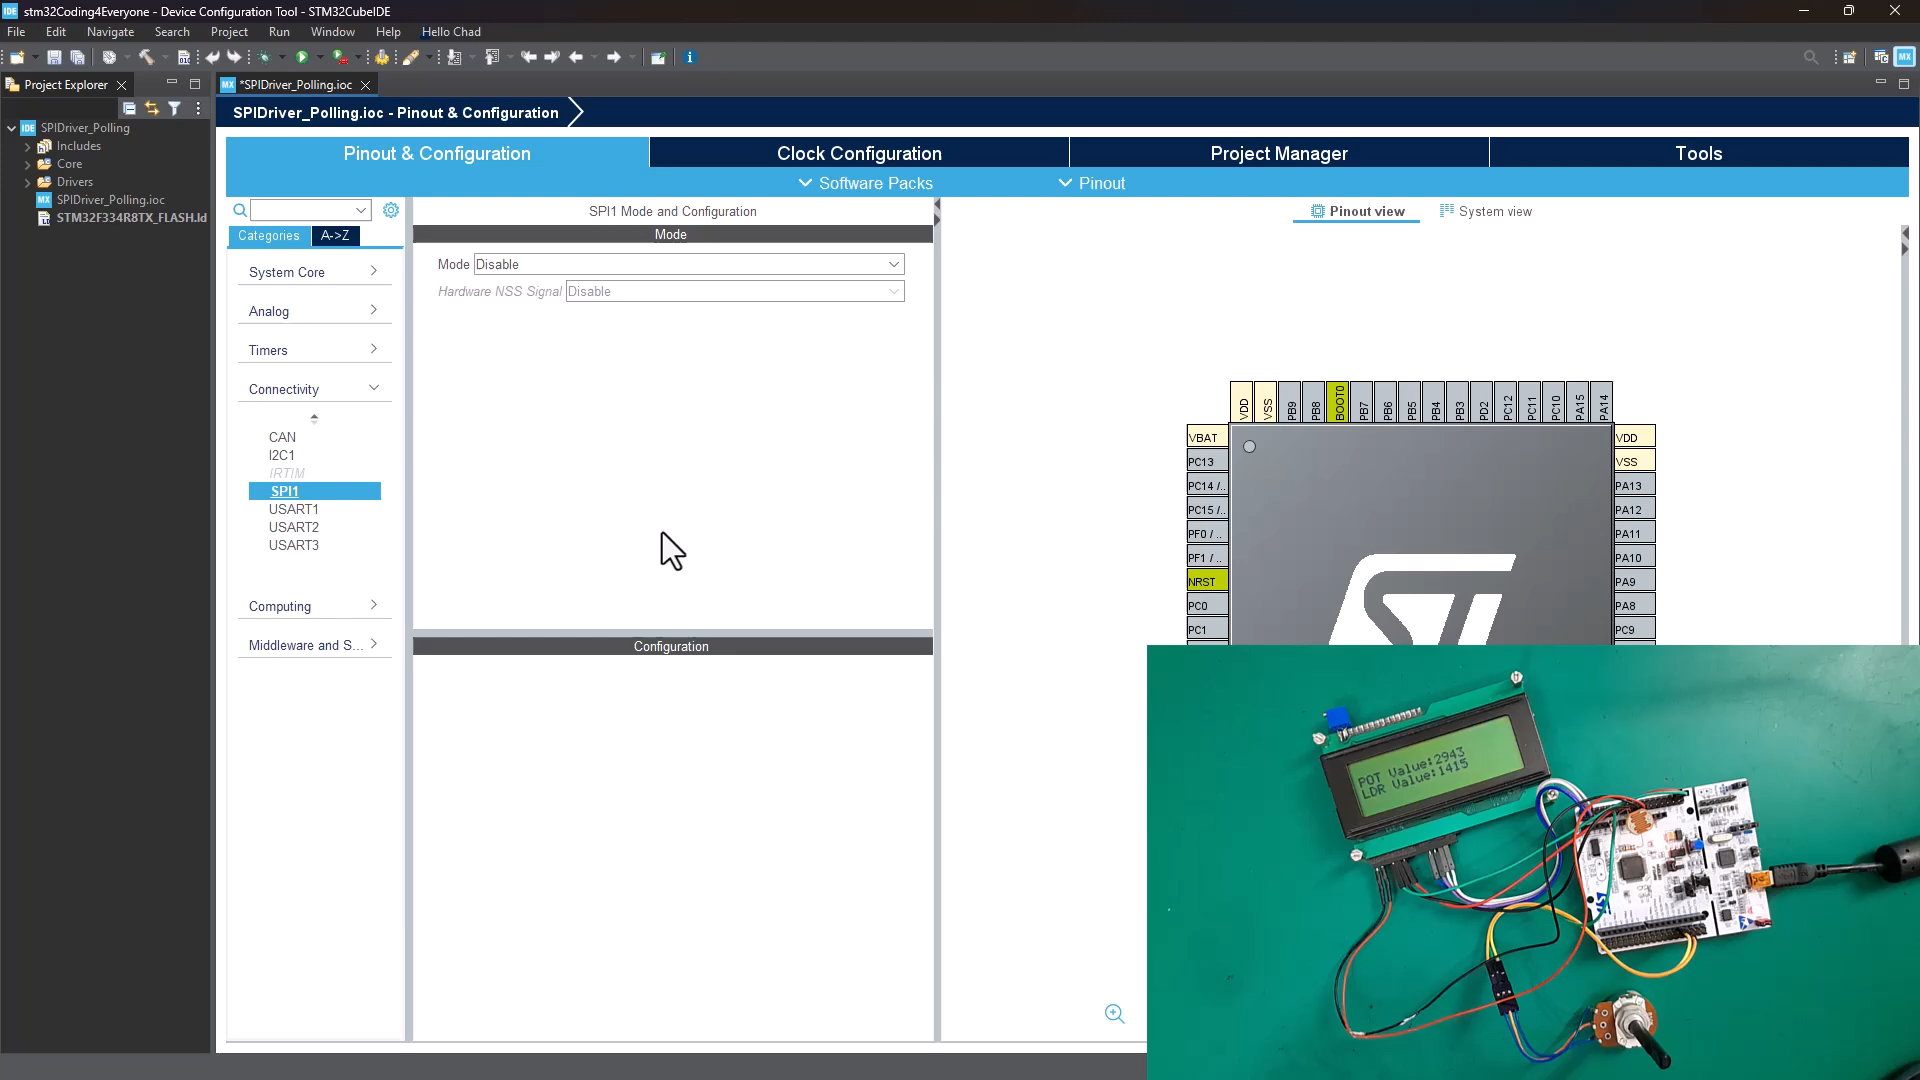 stm32Coding4Everyone - Device Configuration Tool - STM32CubeIDE
File Edit Navigate Search Project Run Window Help Hello Chad
Project Explorer
*SPIDriver_Polling.ioc
SPIDriver_Polling.ioc - Pinout & Configuration
SPIDriver_Polling
Includes
Core
Drivers
SPIDriver_Polling.ioc
STM32F334R8TX_FLASH.ld
Pinout & Configuration
Clock Configuration
Project Manager
Tools
Software Packs
Pinout
Categories
A->Z
System Core
Analog
Timers
Connectivity
CAN
I2C1
IRTIM
SPI1
USART1
USART2
USART3
Computing
Middleware and S...
SPI1 Mode and Configuration
Mode
Mode Disable
Hardware NSS Signal Disable
Configuration
Pinout view
System view
VDD
VSS
PB9
PB8
BOOT0
PB7
PB6
PB5
PB4
PB3
PD2
PC12
PC11
PC10
PA15
PA14
VBAT
PC13
PC14 /..
PC15 /..
PF0 / ..
PF1 / ..
NRST
PC0
PC1
VDD
VSS
PA13
PA12
PA11
PA10
PA9
PA8
PC9
POT Value:2943
LDR Value:1415